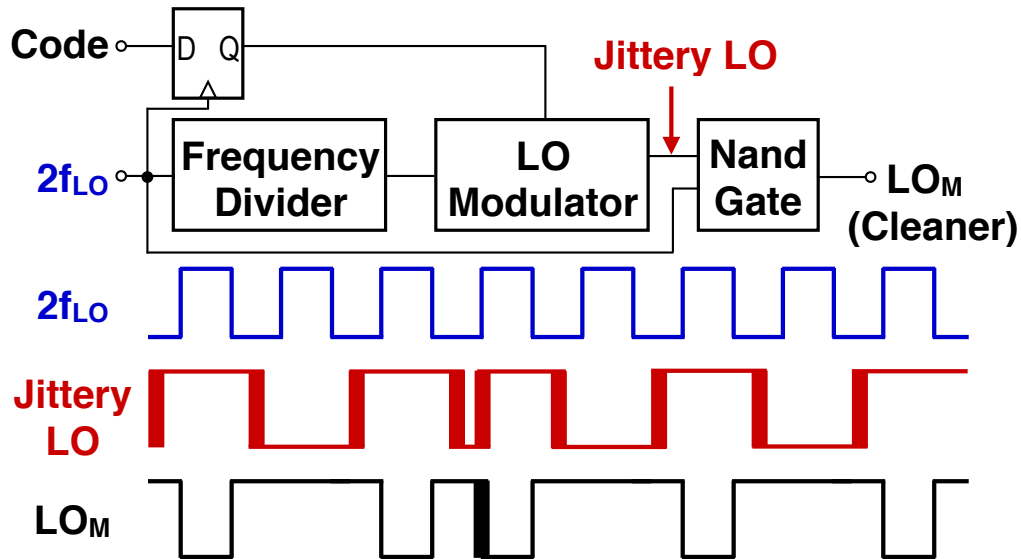 Code
D Q
Jittery LO
2fLO
Frequency
Divider
LO
Modulator
Nand
Gate
LOM
(Cleaner)
2fLO
Jittery
LO
LOM